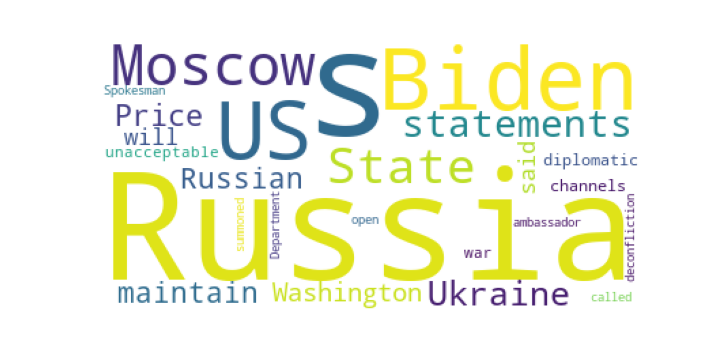 Moscow s Biden
Spokesman US
Price statements
will
unacceptable State said diplomatic
Russian channels
Russia
summoned Department open ambassador deconfliction
war
maintain Washington Ukraine called